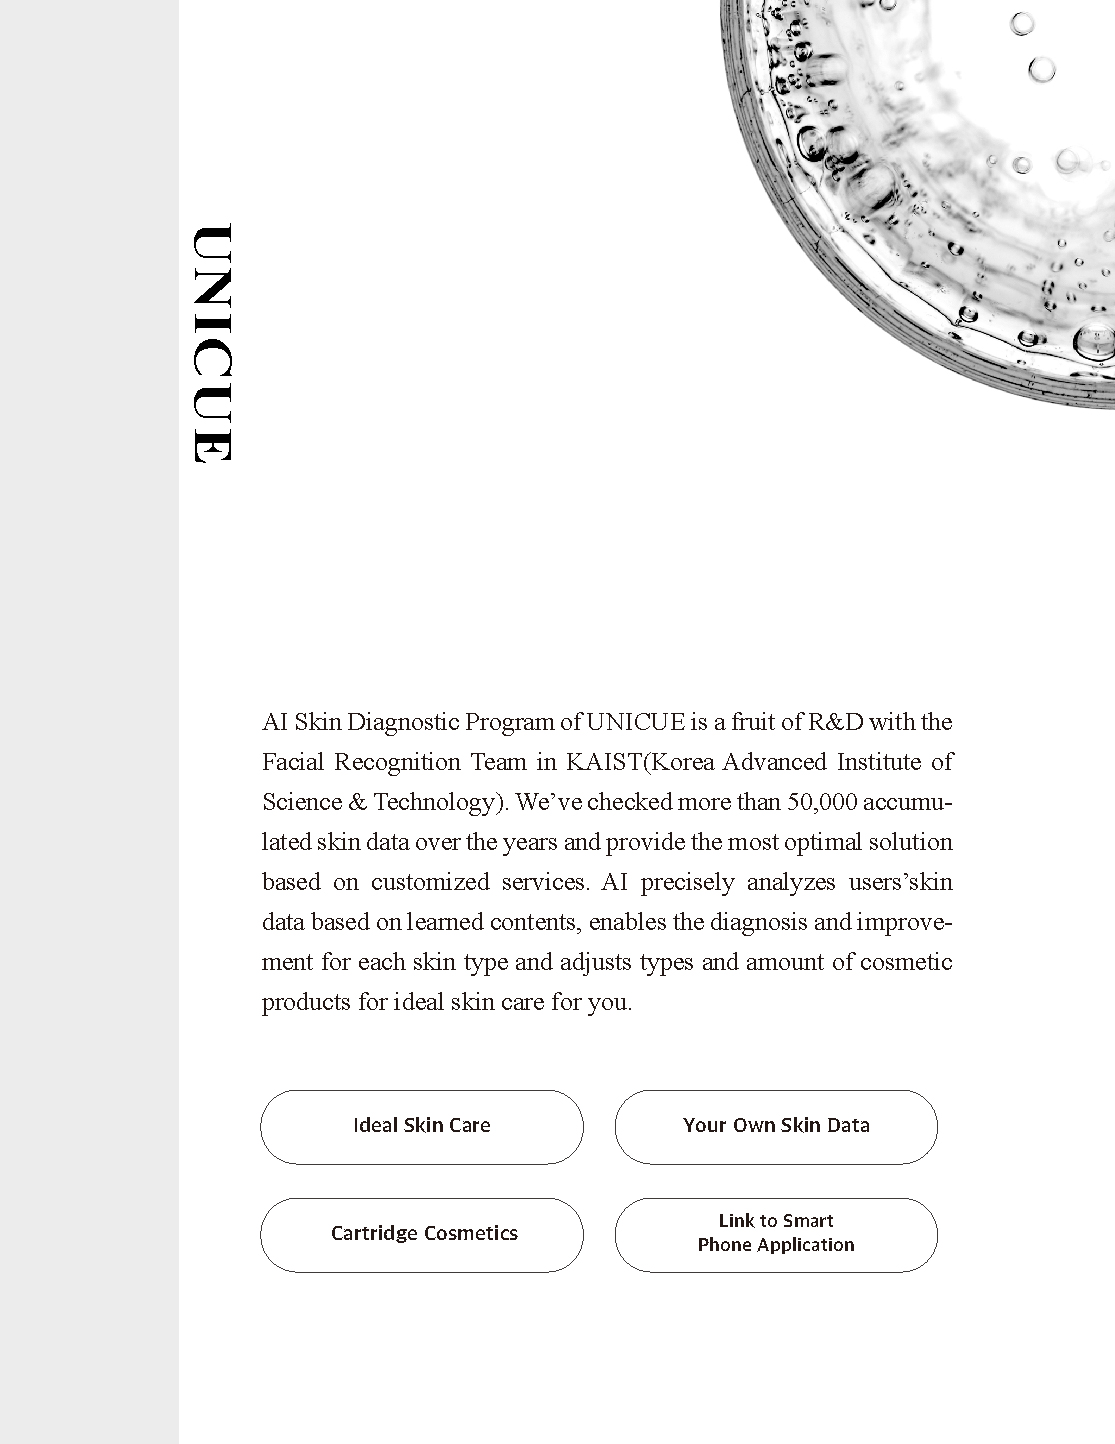 UNICUE
AI Skin Diagnostic Program of UNICUE is a fruit of R&D with the
Facial Recognition Team in KAIST(Korea Advanced Institute of
Science & Technology). We’ve checked more than 50,000 accumu-
lated skin data over the years and provide the most optimal solution
based on customized services. AI precisely analyzes users’skin
data based on learned contents, enables the diagnosis and improve-
ment for each skin type and adjusts types and amount of cosmetic
products for ideal skin care for you.
Ideal Skin Care
Your Own Skin Data
Cartridge Cosmetics
Link to Smart
Phone Application